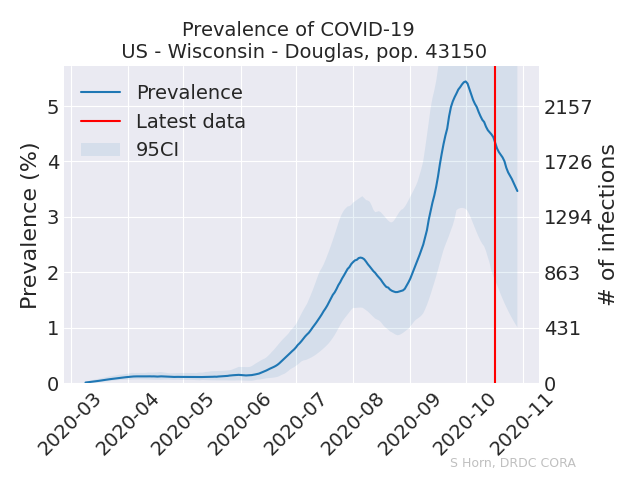 Prevalence of COVID-19
US - Wisconsin - Douglas, pop. 43150
Prevalence
Latest data
95CI
Prevalence (%)
5
4
3
2
1
0
2157
1726
1294
863
431
0
# of infections
2020-03
2020-04
2020-05
2020-06
2020-07
2020-08
2020-09
2020-10
2020-11
S Horn, DRDC CORA